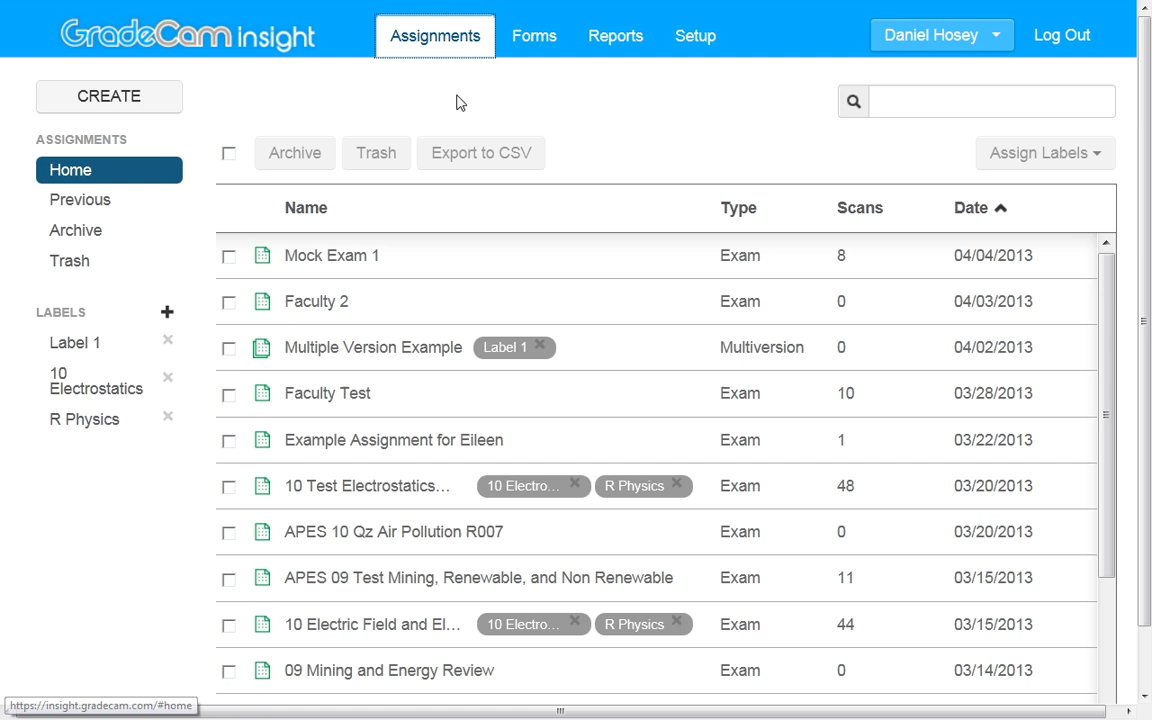 GradeCam insight
Assignments
Forms
Reports
Setup
Daniel Hosey
Log Out
CREATE
ASSIGNMENTS
Home
Previous
Archive
Trash
LABELS
Label 1
10
Electrostatics
R Physics
Archive
Trash
Export to CSV
Assign Labels
Name Type Scans Date
Mock Exam 1 Exam 8 04/04/2013
Faculty 2 Exam 0 04/03/2013
Multiple Version Example Label 1 Multiversion 0 04/02/2013
Faculty Test Exam 10 03/28/2013
Example Assignment for Eileen Exam 1 03/22/2013
10 Test Electrostatics... 10 Electro... R Physics Exam 48 03/20/2013
APES 10 Qz Air Pollution R007 Exam 0 03/20/2013
APES 09 Test Mining, Renewable, and Non Renewable Exam 11 03/15/2013
10 Electric Field and El... 10 Electro... R Physics Exam 44 03/15/2013
09 Mining and Energy Review Exam 0 03/14/2013
https://insight.gradecam.com/#home